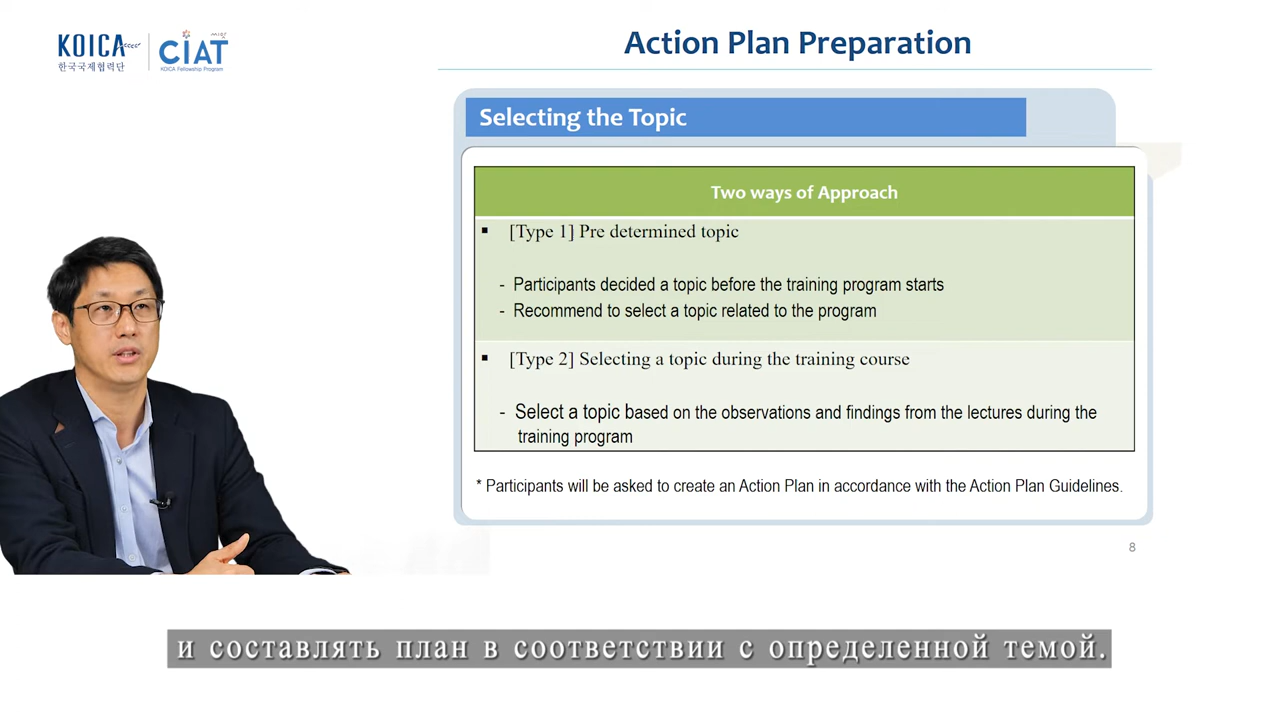 KOICA
한국국제협력단
CIAT
KOICA Fellowship Program
Action Plan Preparation
Selecting the Topic
Two ways of Approach
▪ [Type 1] Pre determined topic
- Participants decided a topic before the training program starts
- Recommend to select a topic related to the program
▪ [Type 2] Selecting a topic during the training course
- Select a topic based on the observations and findings from the lectures during the
training program
* Participants will be asked to create an Action Plan in accordance with the Action Plan Guidelines.
8
и составлять план в соответствии с определенной темой.